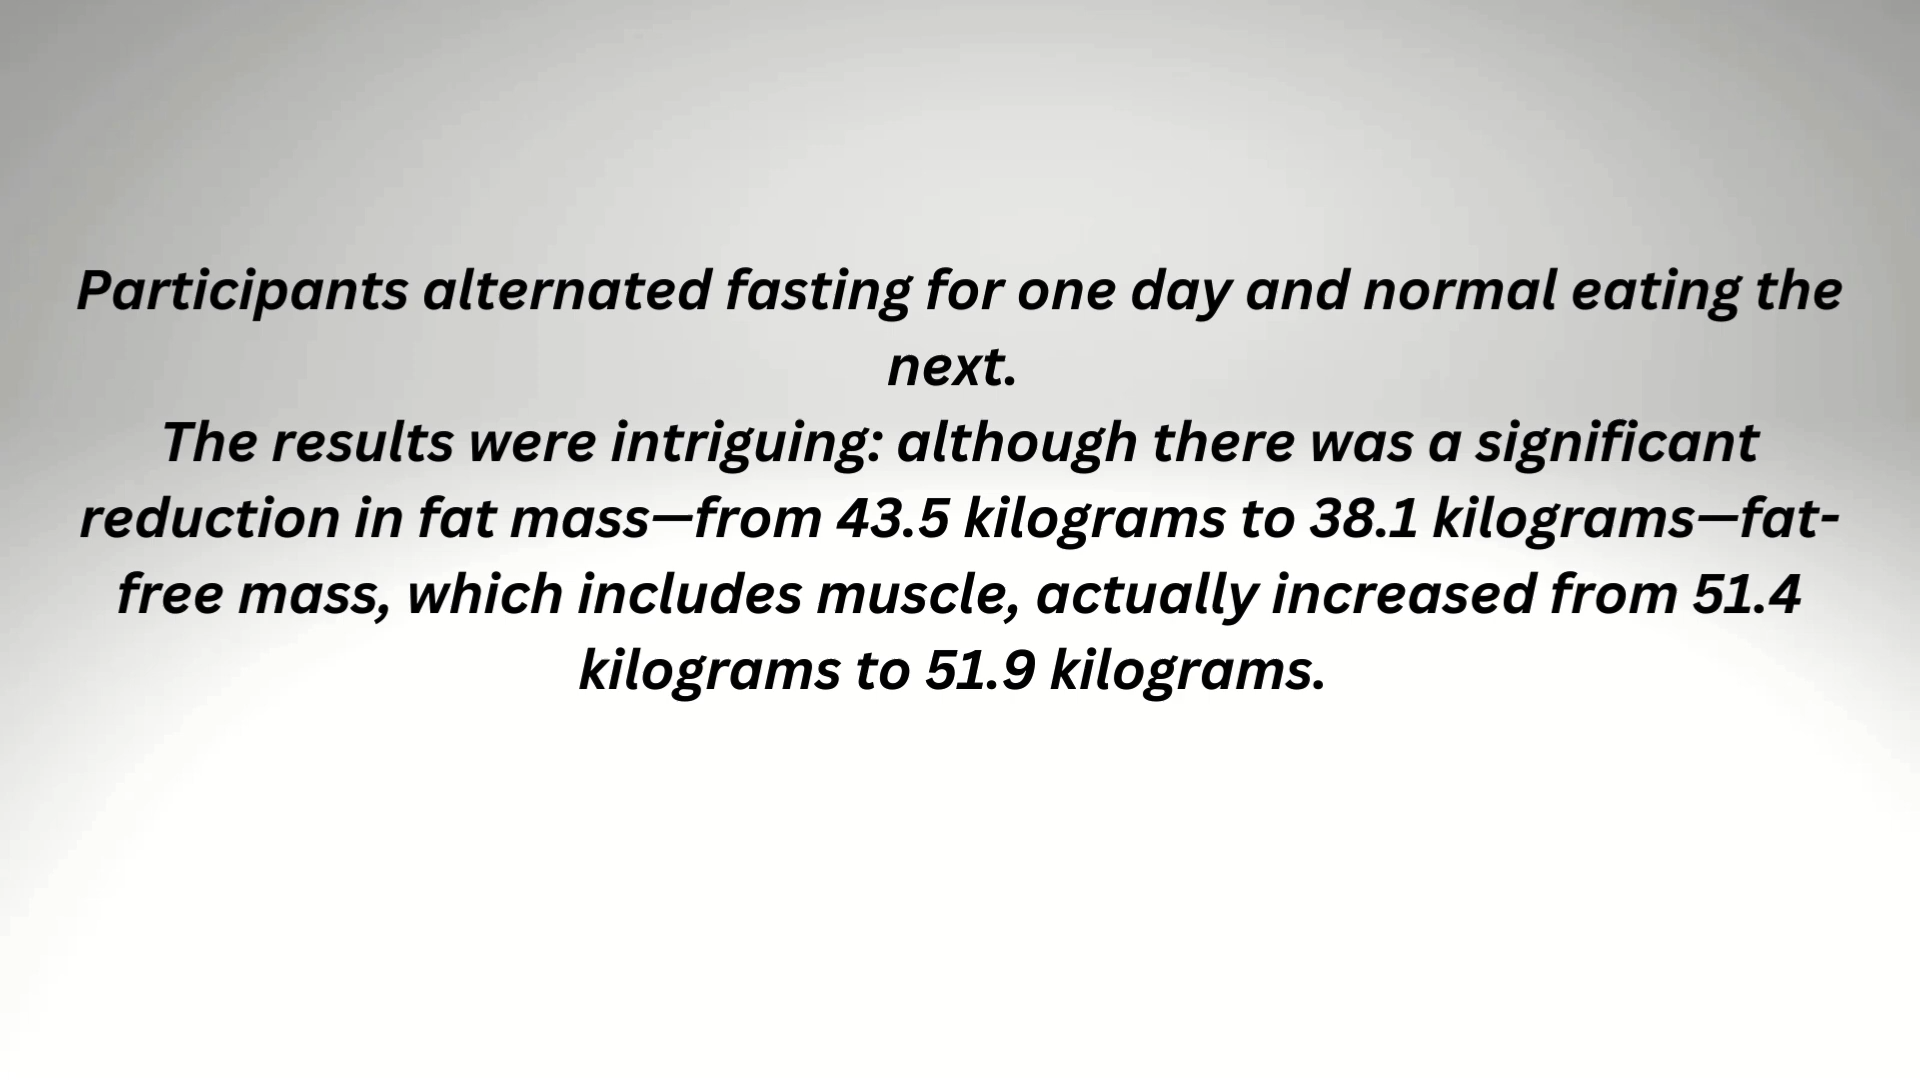 Participants alternated fasting for one day and normal eating the
next.
The results were intriguing: although there was a significant
reduction in fat mass—from 43.5 kilograms to 38.1 kilograms—fat-
free mass, which includes muscle, actually increased from 51.4
kilograms to 51.9 kilograms.